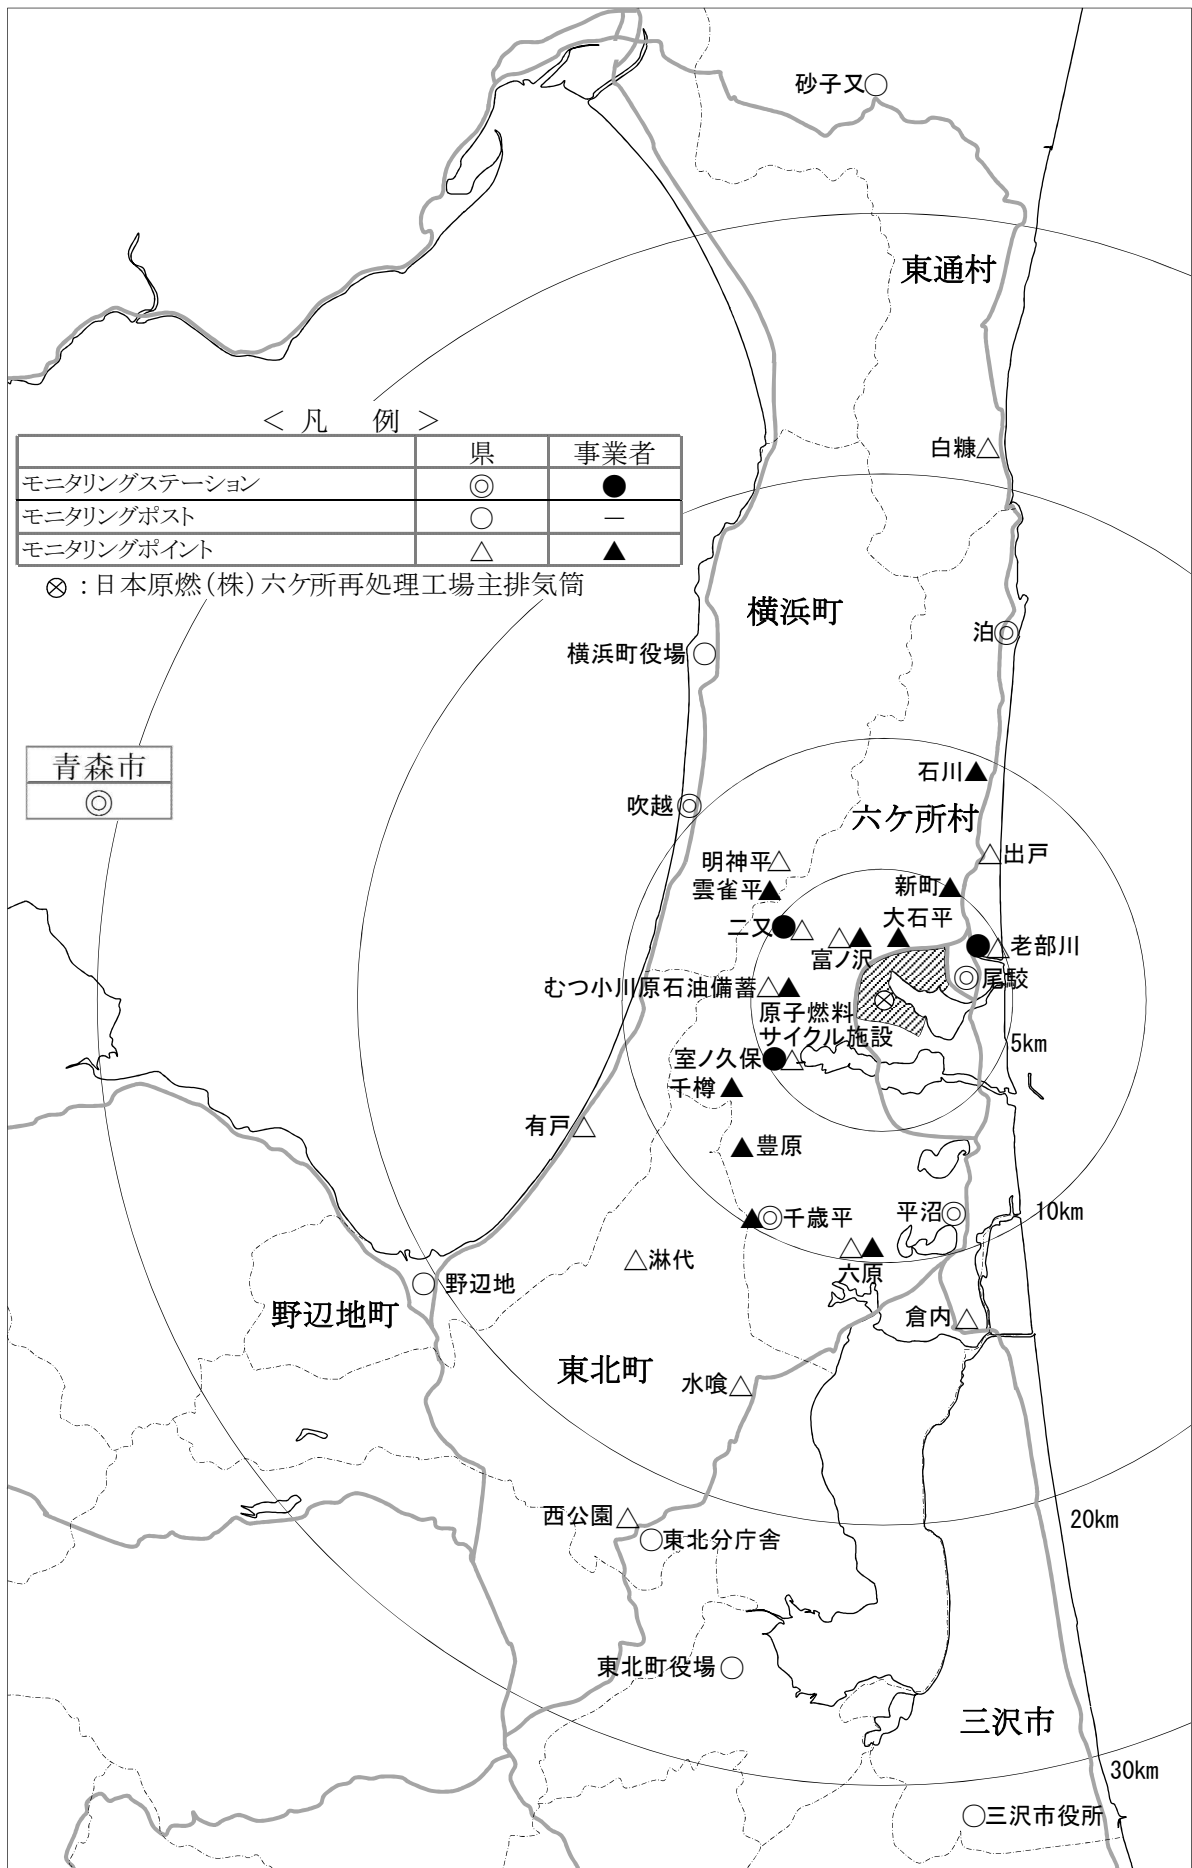 砂子又○
東通村
白糠△
＜ 凡　例 ＞
県 事業者
モニタリングステーション ◎ ●
モニタリングポスト ○ －
モニタリングポイント △ ▲
⊗：日本原燃(株)六ケ所再処理工場主排気筒
横浜町
泊◎
横浜町役場○
青森市
◎
石川▲
吹越◎
六ケ所村
明神平△
△出戸
雲雀平▲
新町▲
大石平
二又●△
富ノ沢
老部川
尾駮
むつ小川原石油備蓄△▲
原子燃料
サイクル施設
5km
室ノ久保●△
千樽▲
有戸△
▲豊原
▲◎千歳平
平沼◎
10km
六原
△淋代
○野辺地
野辺地町
倉内△
東北町
水喰△
西公園△
20km
○東北分庁舎
東北町役場○
三沢市
30km
○三沢市役所